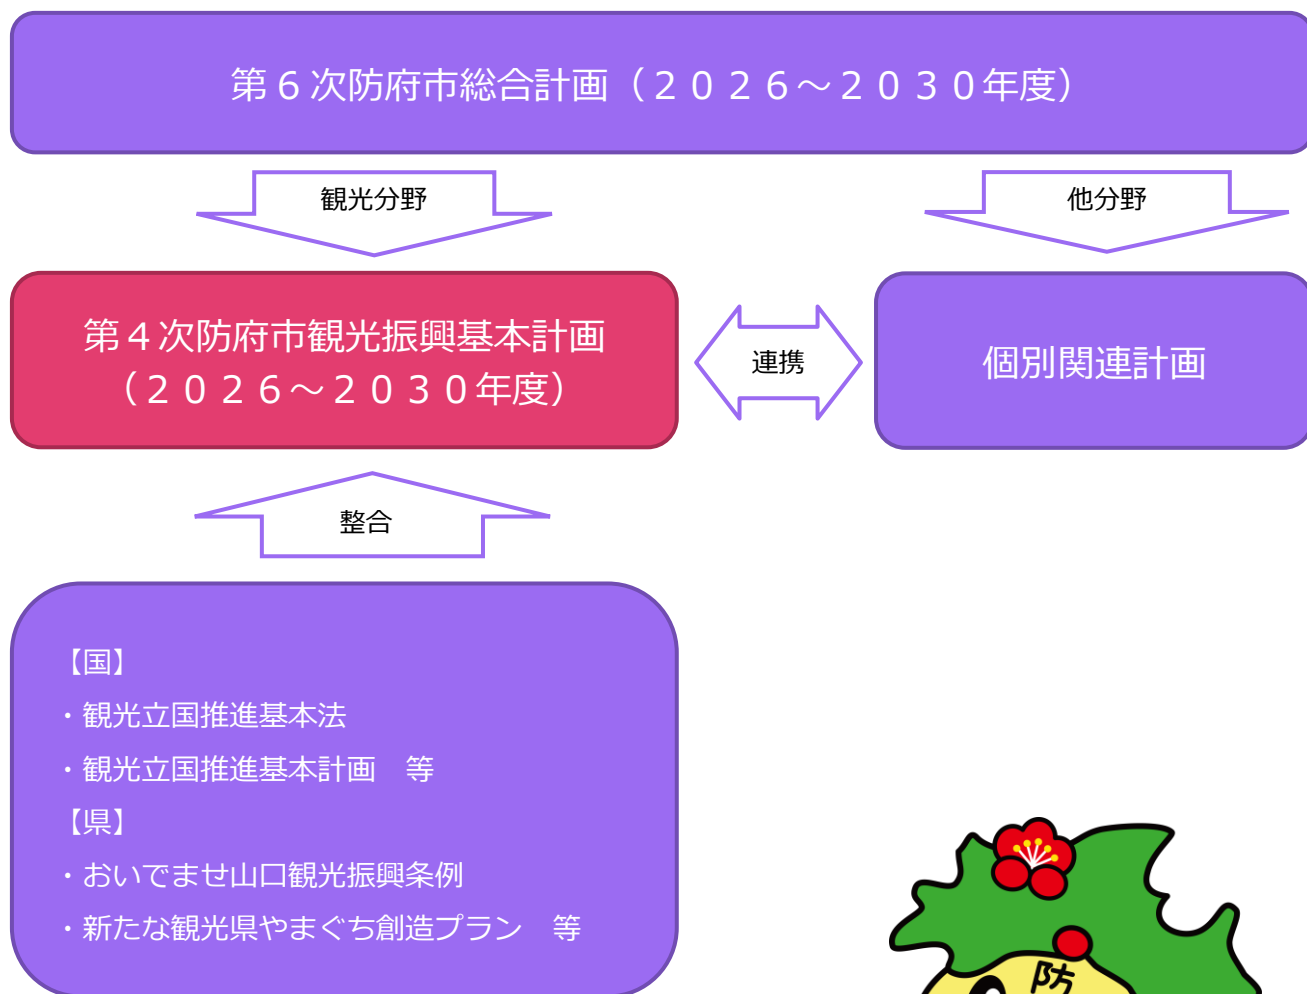 第６次防府市総合計画（２０２６～２０３０年度）
観光分野
他分野
第４次防府市観光振興基本計画
（２０２６～２０３０年度）
連携
個別関連計画
整合
【国】
・観光立国推進基本法
・観光立国推進基本計画　等
【県】
・おいでませ山口観光振興条例
・新たな観光県やまぐち創造プラン　等
防